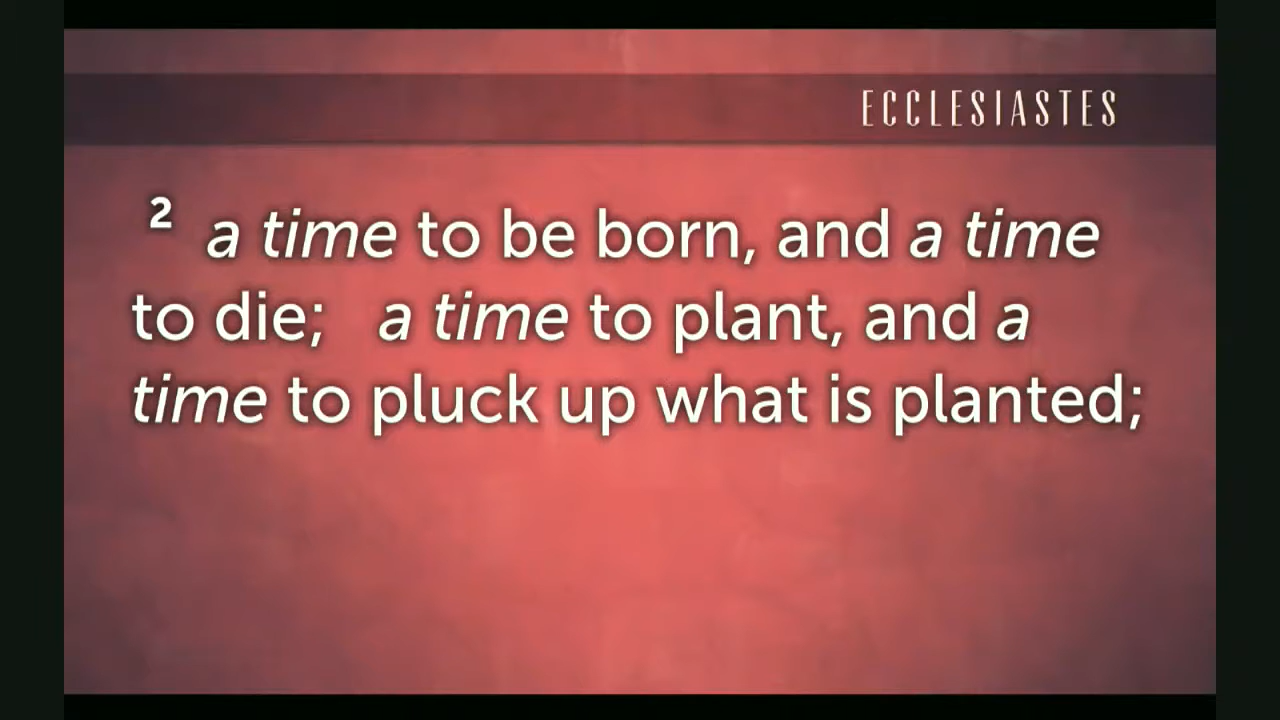 ECCLESIASTES
2 a time to be born, and a time
to die; a time to plant, and a
time to pluck up what is planted;